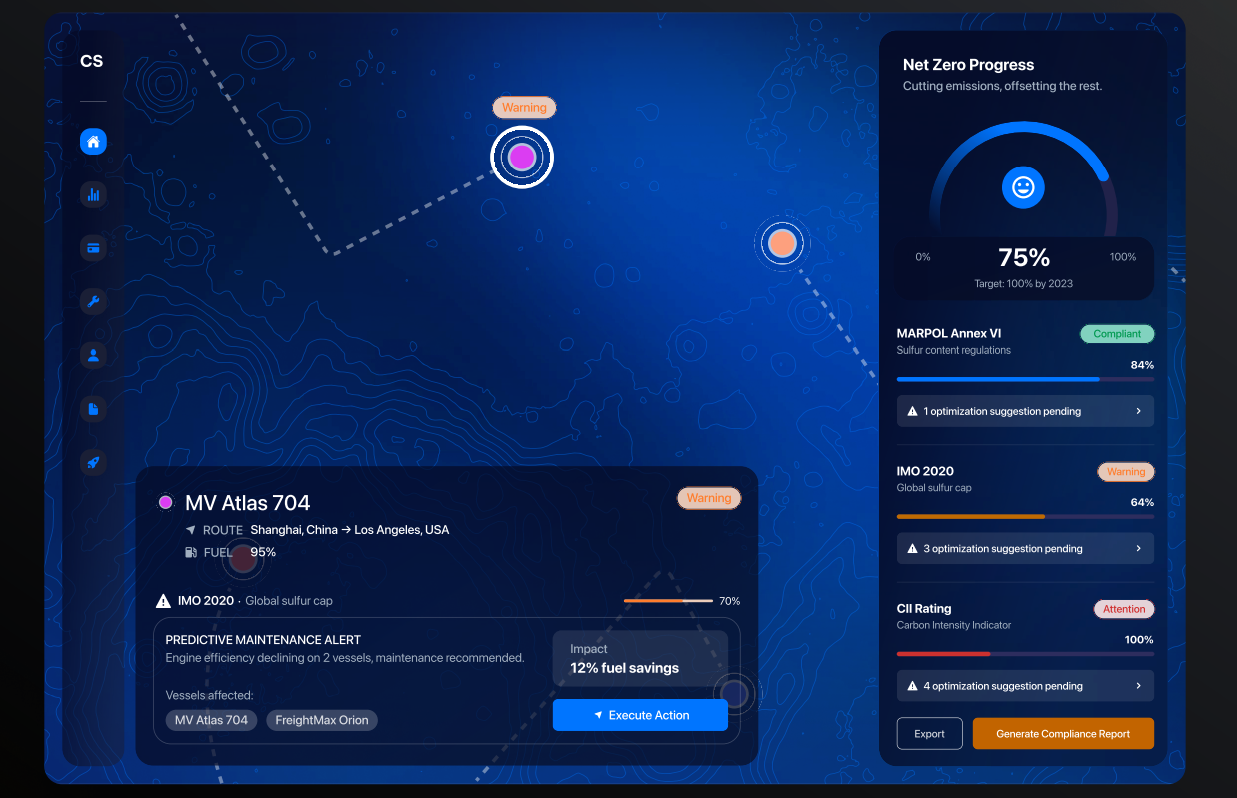 CS
Warning
Net Zero Progress
Cutting emissions, offsetting the rest.
0%
75%
100%
Target: 100% by 2023
MARPOL Annex VI
Compliant
Sulfur content regulations
84%
1 optimization suggestion pending
IMO 2020
Warning
Global sulfur cap
64%
3 optimization suggestion pending
CII Rating
Attention
Carbon Intensity Indicator
100%
4 optimization suggestion pending
Export
Generate Compliance Report
MV Atlas 704
Warning
ROUTE Shanghai, China → Los Angeles, USA
FUEL 95%
IMO 2020 · Global sulfur cap
70%
PREDICTIVE MAINTENANCE ALERT
Engine efficiency declining on 2 vessels, maintenance recommended.
Vessels affected:
MV Atlas 704
FreightMax Orion
Impact
12% fuel savings
Execute Action